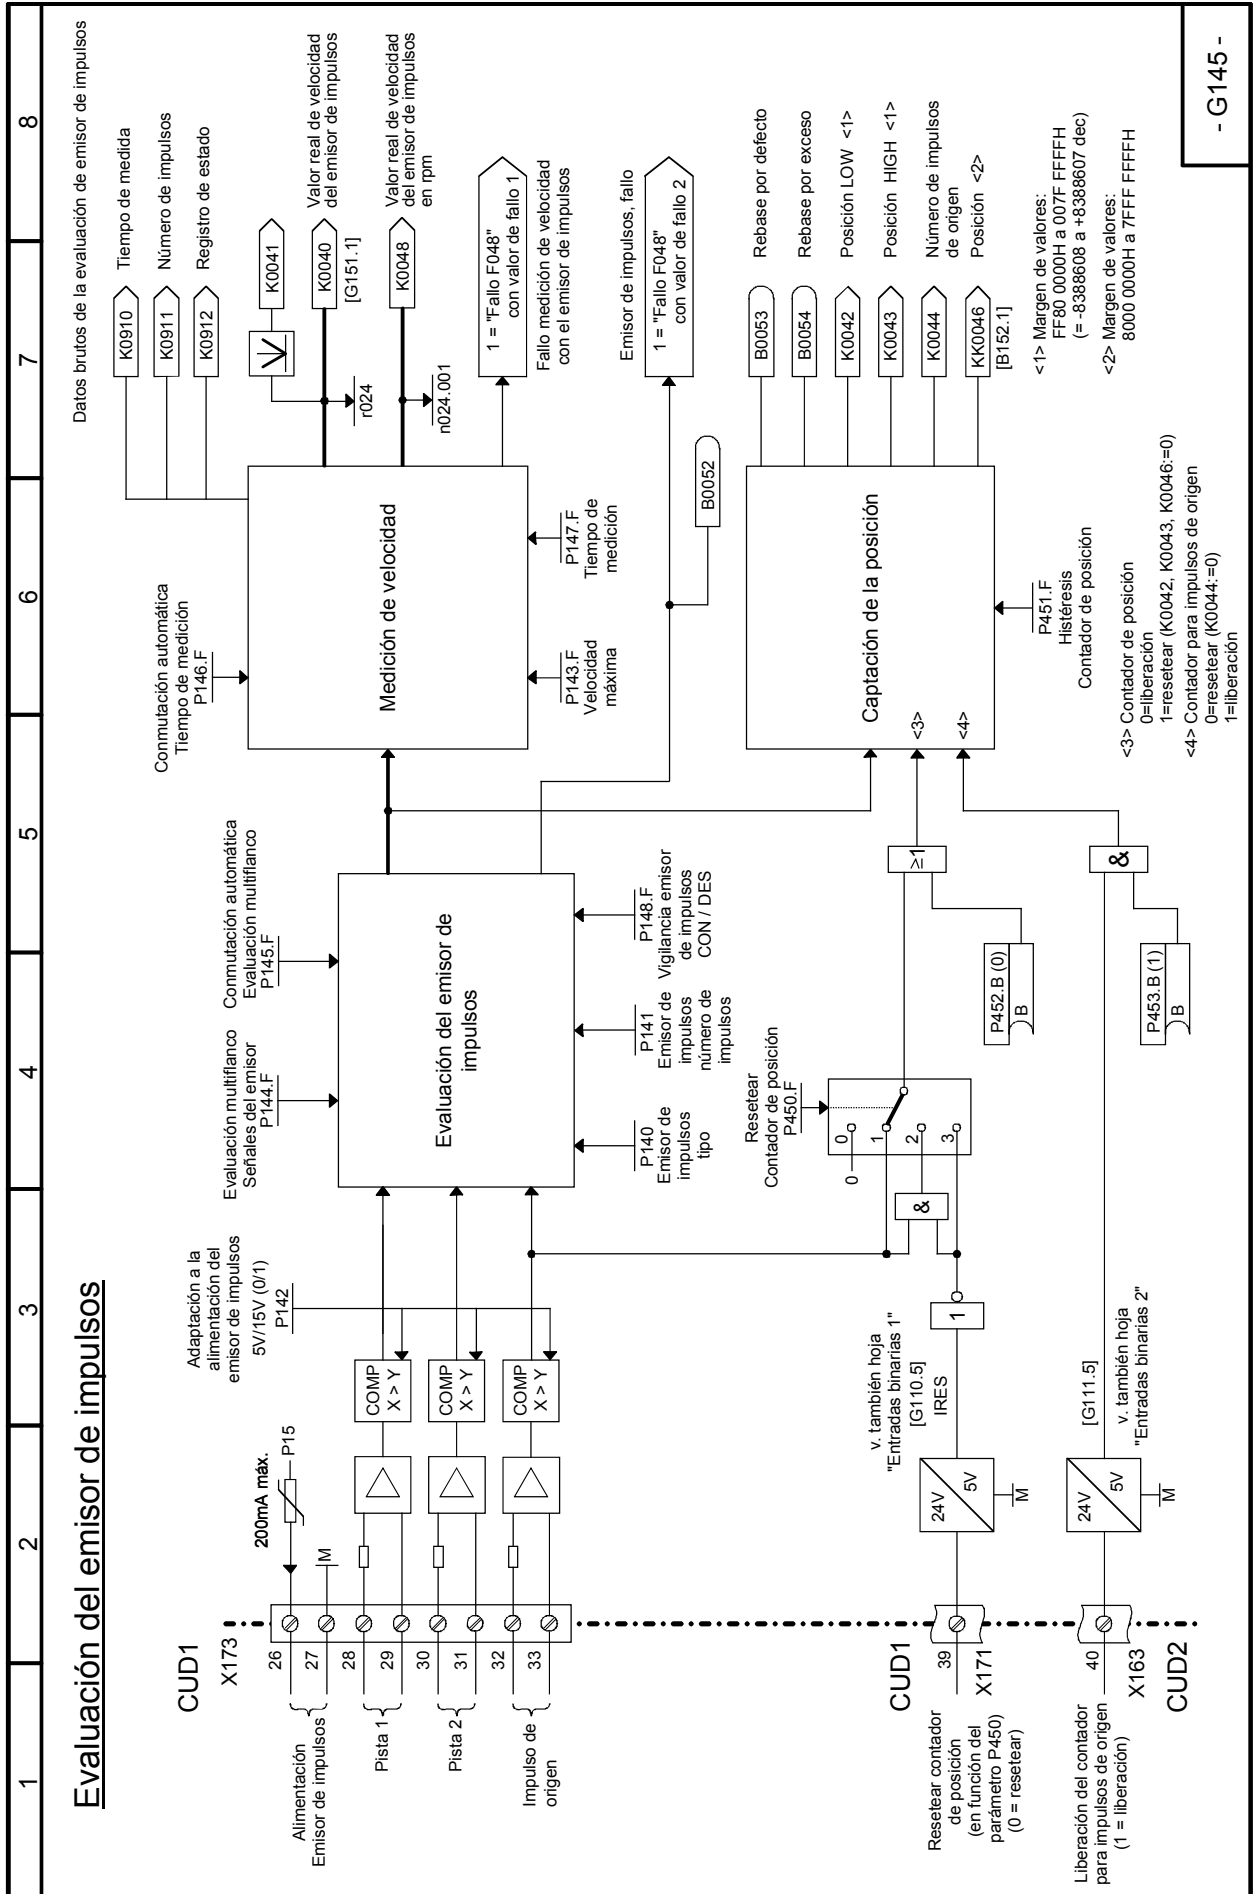 1
2
3
4
5
6
7
8
Evaluación del emisor de impulsos
CUD1
X173
Alimentación
Emisor de impulsos
Pista 1
Pista 2
Impulso de
origen
26
27
28
29
30
31
32
33
200mA máx.
P15
M
Adaptación a la
alimentación del
emisor de impulsos
5V/15V (0/1)
P142
COMP
X > Y
COMP
X > Y
COMP
X > Y
Evaluación multiflanco
Señales del emisor
P144.F
Conmutación automática
Evaluación multiflanco
P145.F
Evaluación del emisor de
impulsos
P140
Emisor de
impulsos
tipo
P141
Emisor de
impulsos
número de
impulsos
P148.F
Vigilancia emisor
de impulsos
CON / DES
Conmutación automática
Tiempo de medición
P146.F
Medición de velocidad
P143.F
Velocidad
máxima
P147.F
Tiempo de
medición
Datos brutos de la evaluación de emisor de impulsos
K0910
Tiempo de medida
K0911
Número de impulsos
K0912
Registro de estado
K0041
K0040
[G151.1]
Valor real de velocidad
del emisor de impulsos
r024
K0048
Valor real de velocidad
del emisor de impulsos
en rpm
n024.001
1 = "Fallo F048"
con valor de fallo 1
Fallo medición de velocidad
con el emisor de impulsos
Emisor de impulsos, fallo
1 = "Fallo F048"
con valor de fallo 2
B0052
Resetear
Contador de posición
P450.F
0
0
1
2
3
&
≥1
&
Captación de la posición
<3>
<4>
P451.F
Histéresis
Contador de posición
B0053
Rebase por defecto
B0054
Rebase por exceso
K0042
Posición LOW <1>
K0043
Posición HIGH <1>
K0044
Número de impulsos
de origen
KK0046
[B152.1]
Posición <2>
<1> Margen de valores:
FF80 0000H a 007F FFFFH
(= -8388608 a +8388607 dec)
<2> Margen de valores:
8000 0000H a 7FFF FFFFH
<3> Contador de posición
0=liberación
1=resetear (K0042, K0043, K0046:=0)
<4> Contador para impulsos de origen
0=resetear (K0044:=0)
1=liberación
P452.B (0)
B
P453.B (1)
B
CUD1
39
X171
Resetear contador
de posición
(en función del
parámetro P450)
(0 = resetear)
24V
5V
M
v. también hoja
"Entradas binarias 1"
[G110.5]
IRES
1
Liberación del contador
para impulsos de origen
(1 = liberación)
40
X163
CUD2
24V
5V
M
[G111.5]
v. también hoja
"Entradas binarias 2"
- G145 -